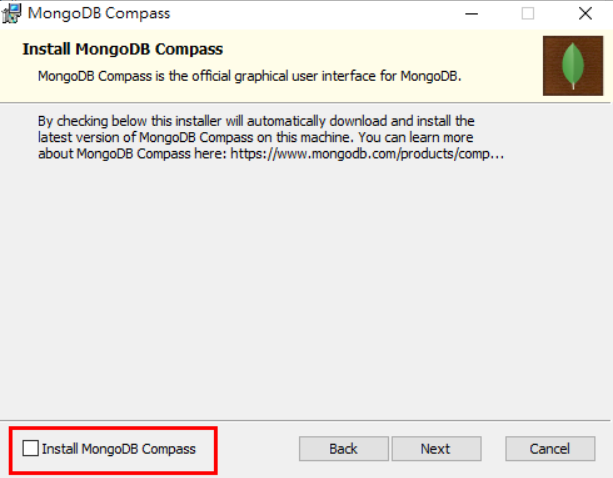 MongoDB Compass
Install MongoDB Compass
MongoDB Compass is the official graphical user interface for MongoDB.
By checking below this installer will automatically download and install the
latest version of MongoDB Compass on this machine. You can learn more
about MongoDB Compass here: https://www.mongodb.com/products/comp...
Install MongoDB Compass
Back
Next
Cancel